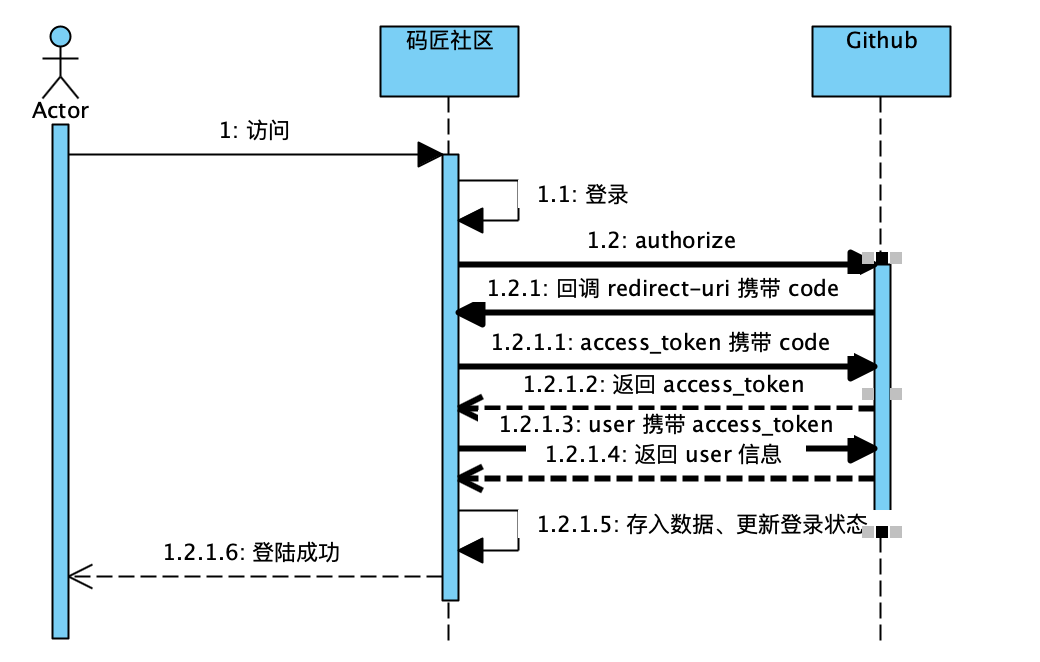 码匠社区
Github
Actor
1: 访问
1.1: 登录
1.2: authorize
1.2.1: 回调 redirect-uri 携带 code
1.2.1.1: access_token 携带 code
1.2.1.2: 返回 access_token
1.2.1.3: user 携带 access_token
1.2.1.4: 返回 user 信息
1.2.1.5: 存入数据、更新登录状态
1.2.1.6: 登陆成功